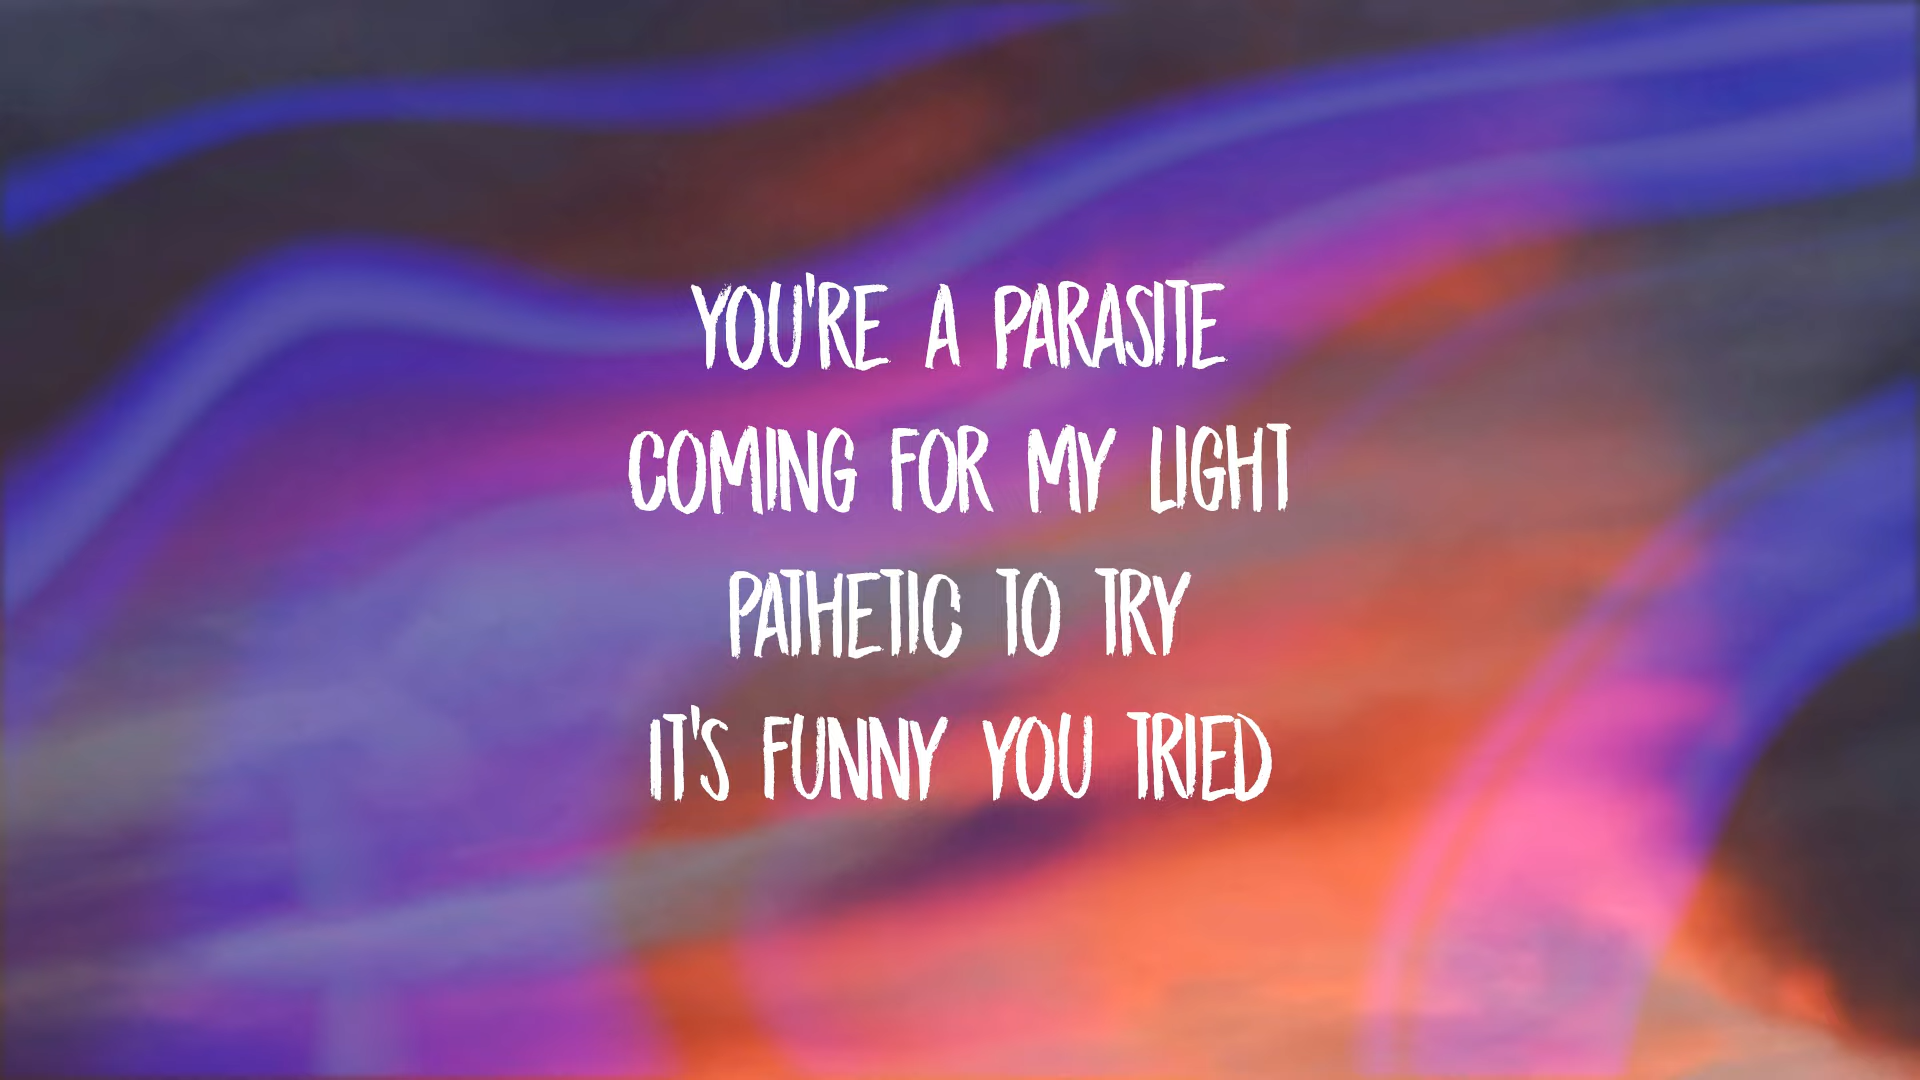 YOU'RE A PARASITE
COMING FOR MY LIGHT
PATHETIC TO TRY
IT'S FUNNY YOU TRIED